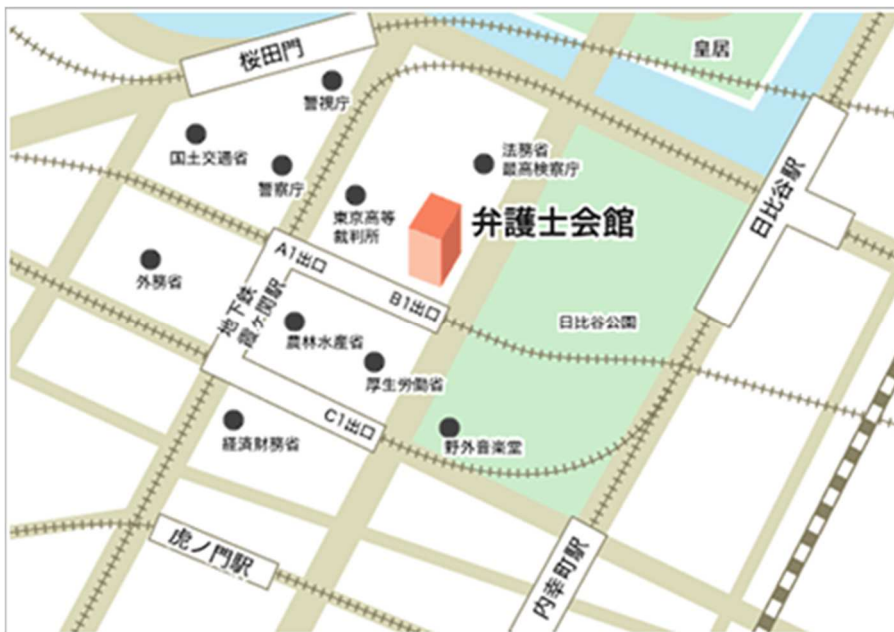 桜田門
皇居
警視庁
国土交通省
警察庁
法務省
最高検察庁
東京高等
裁判所
弁護士会館
日比谷駅
A1出口
B1出口
外務省
地下鉄
霞ヶ関駅
農林水産省
日比谷公園
厚生労働省
C1出口
経済財務省
野外音楽堂
虎ノ門駅
内幸町駅